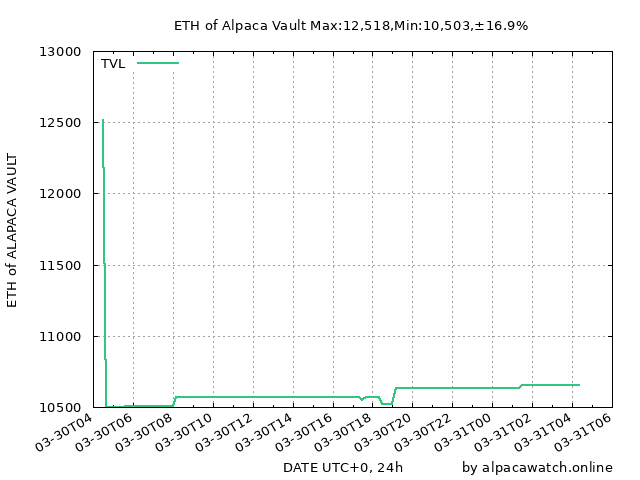 ETH of Alpaca Vault Max:12,518,Min:10,503,±16.9%
TVL
13000
12500
12000
11500
11000
10500
ETH of ALAPACA VAULT
03-30T04
03-30T06
03-30T08
03-30T10
03-30T12
03-30T14
03-30T16
03-30T18
03-30T20
03-30T22
03-31T00
03-31T02
03-31T04
03-31T06
DATE UTC+0, 24h
by alpacawatch.online